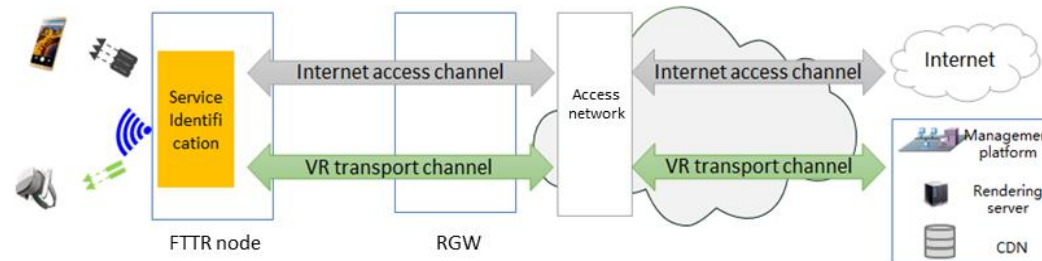 Service
Identifi
cation
FTTR node
Internet access channel
VR transport channel
RGW
Access
network
Internet access channel
VR transport channel
Internet
Management
platform
Rendering
server
CDN